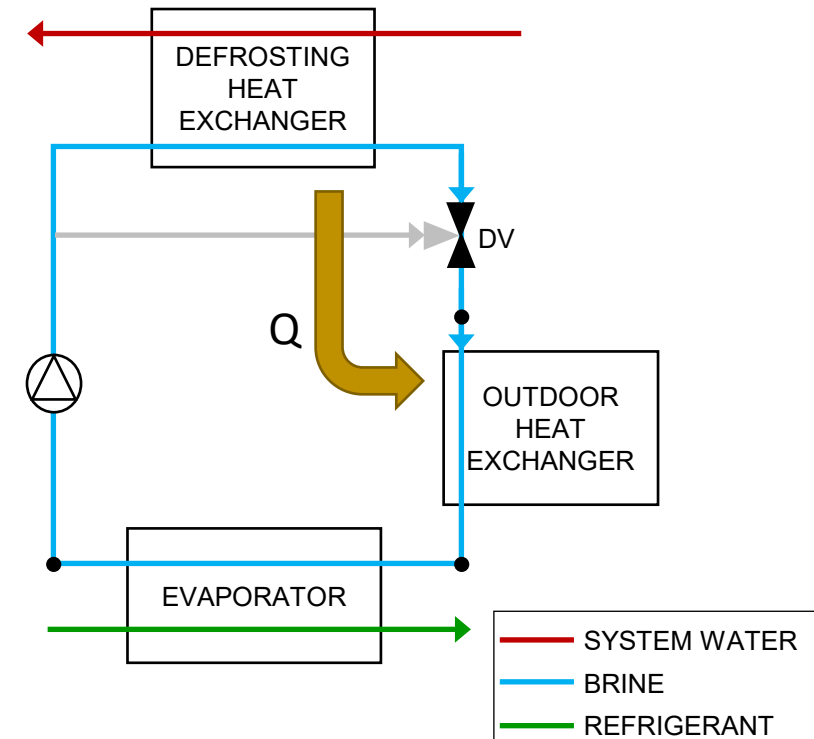 DEFROSTING
HEAT
EXCHANGER
DV
Q
OUTDOOR
HEAT
EXCHANGER
EVAPORATOR
SYSTEM WATER
BRINE
REFRIGERANT